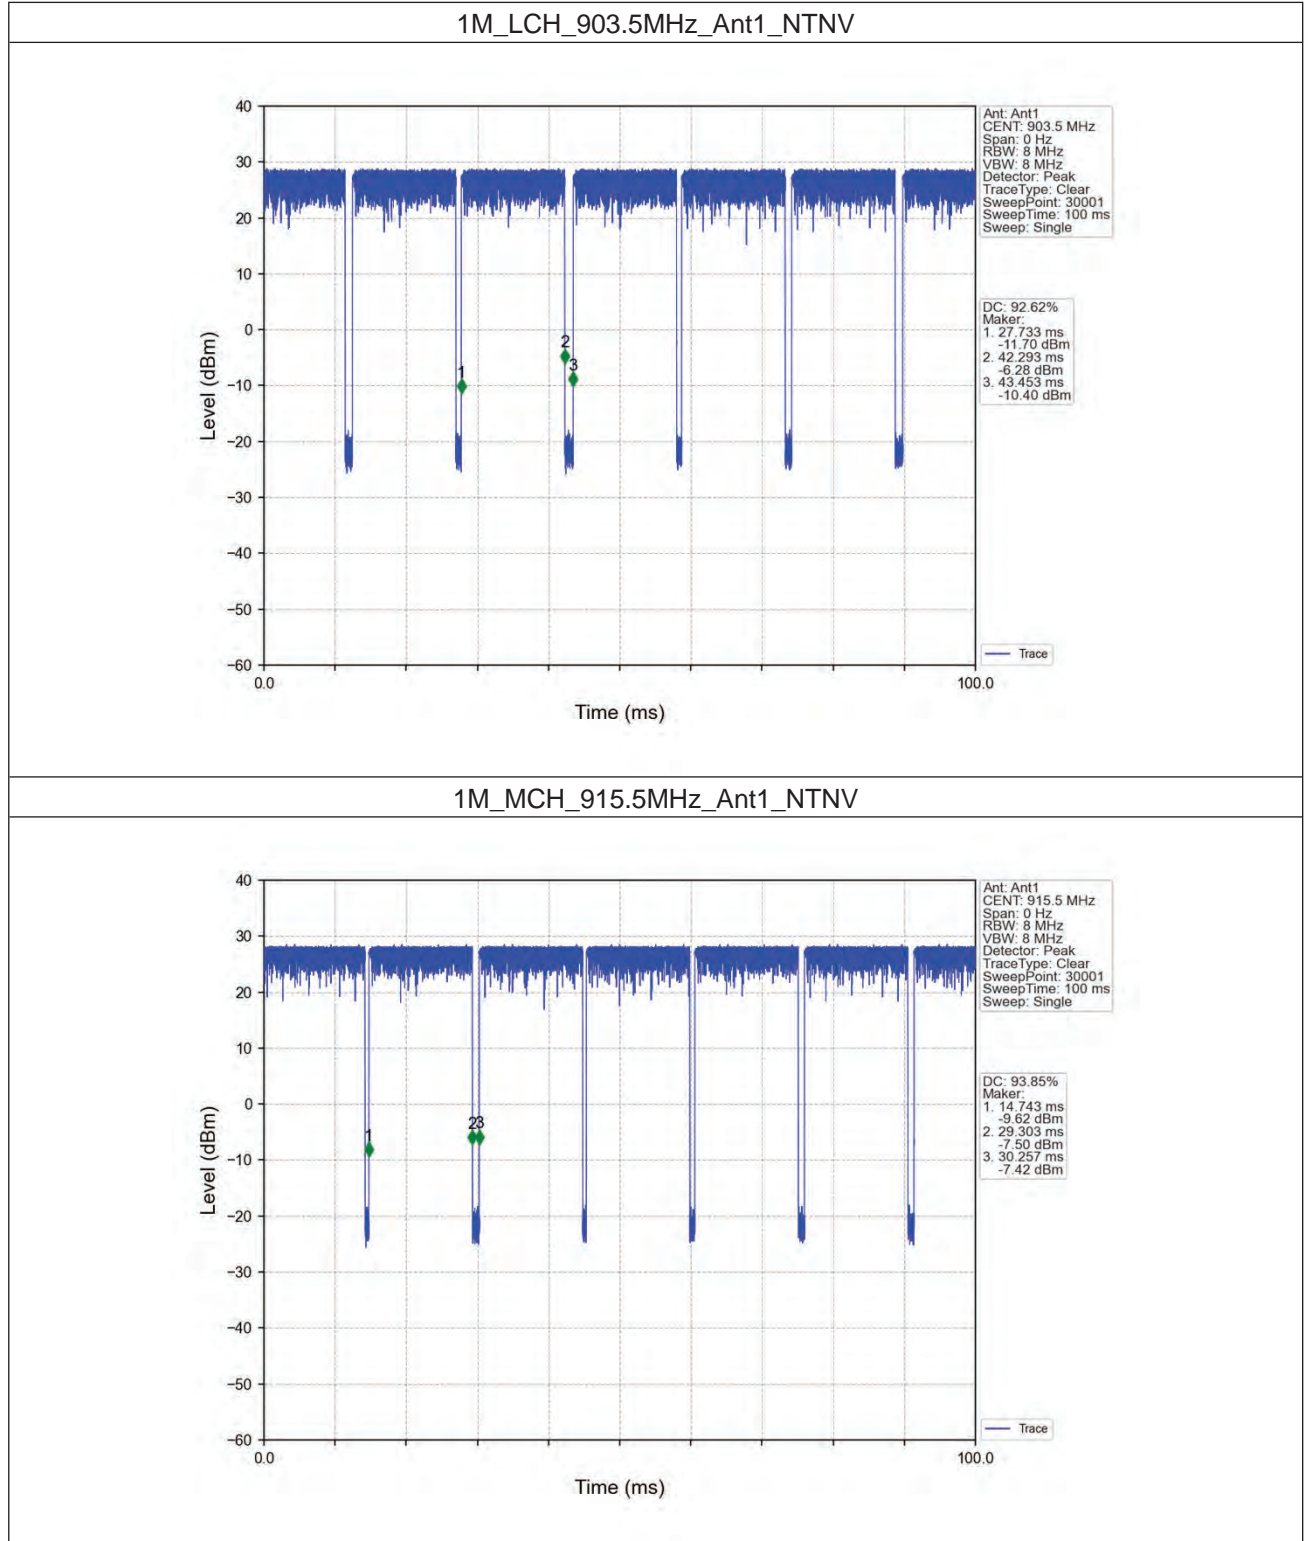 1M_LCH_903.5MHz_Ant1_NTNV
40
30
20
10
0
−10
−20
−30
−40
−50
−60
Level (dBm)
1
2
3
0.0
100.0
Time (ms)
Ant: Ant1
CENT: 903.5 MHz
Span: 0 Hz
RBW: 8 MHz
VBW: 8 MHz
Detector: Peak
TraceType: Clear
SweepPoint: 30001
SweepTime: 100 ms
Sweep: Single
DC: 92.62%
Maker:
1. 27.733 ms
-11.70 dBm
2. 42.293 ms
-6.28 dBm
3. 43.453 ms
-10.40 dBm
Trace
1M_MCH_915.5MHz_Ant1_NTNV
40
30
20
10
0
−10
−20
−30
−40
−50
−60
Level (dBm)
1
2
3
0.0
100.0
Time (ms)
Ant: Ant1
CENT: 915.5 MHz
Span: 0 Hz
RBW: 8 MHz
VBW: 8 MHz
Detector: Peak
TraceType: Clear
SweepPoint: 30001
SweepTime: 100 ms
Sweep: Single
DC: 93.85%
Maker:
1. 14.743 ms
-9.62 dBm
2. 29.303 ms
-7.50 dBm
3. 30.257 ms
-7.42 dBm
Trace